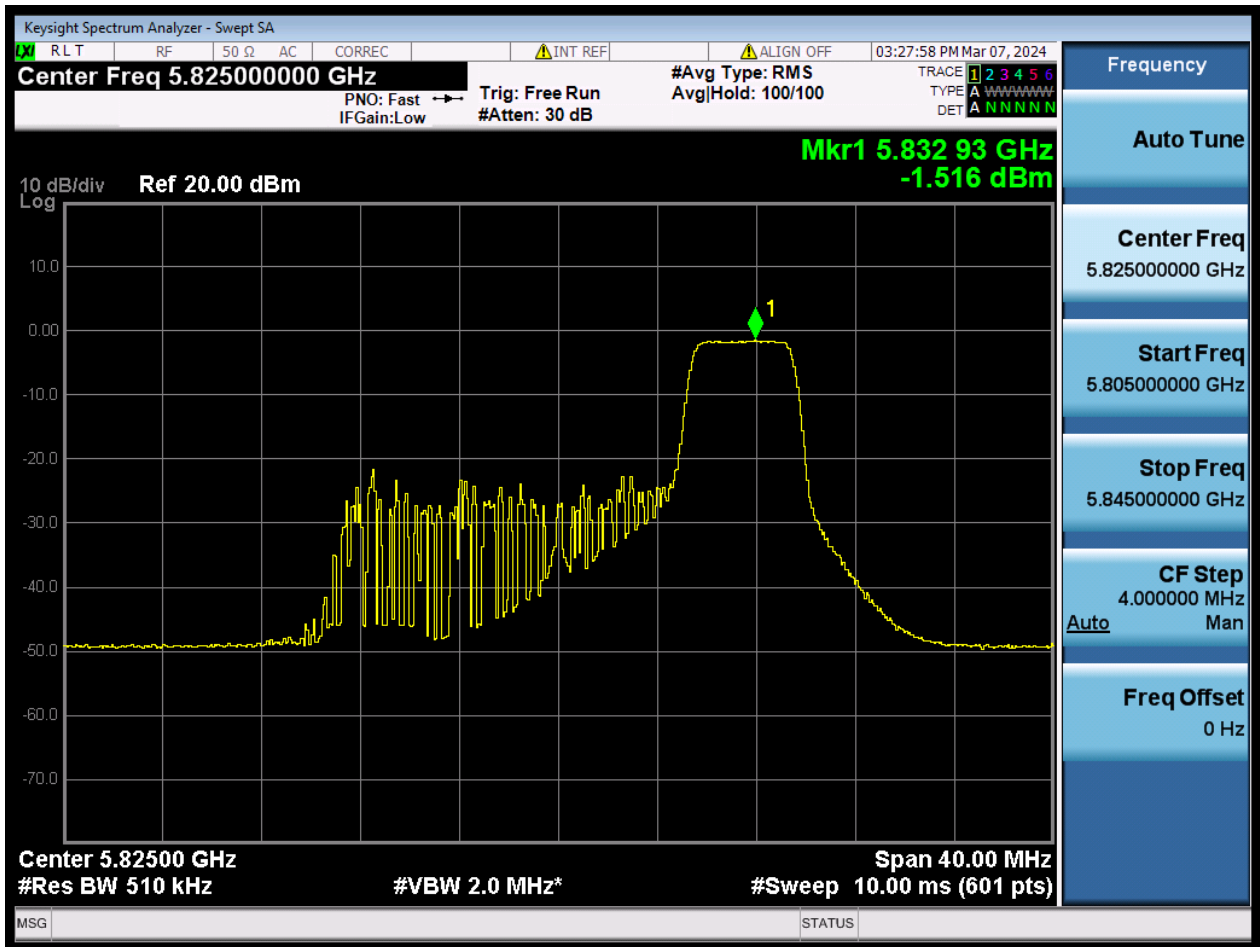 Keysight Spectrum Analyzer - Swept SA
LXI RLT RF 50 Ω AC CORREC ⚠INT REF ⚠ALIGN OFF 03:27:58 PM Mar 07, 2024
Center Freq 5.825000000 GHz
PNO: Fast
IFGain:Low
Trig: Free Run
#Atten: 30 dB
#Avg Type: RMS
Avg|Hold: 100/100
TRACE 1 2 3 4 5 6
TYPE A WWWWW
DET A N N N N N
Mkr1 5.832 93 GHz
-1.516 dBm
10 dB/div Ref 20.00 dBm
Log
1
10.0
0.00
-10.0
-20.0
-30.0
-40.0
-50.0
-60.0
-70.0
Center 5.82500 GHz Span 40.00 MHz
#Res BW 510 kHz #VBW 2.0 MHz* #Sweep 10.00 ms (601 pts)
MSG STATUS
Frequency
Auto Tune
Center Freq
5.825000000 GHz
Start Freq
5.805000000 GHz
Stop Freq
5.845000000 GHz
CF Step
4.000000 MHz
Auto Man
Freq Offset
0 Hz